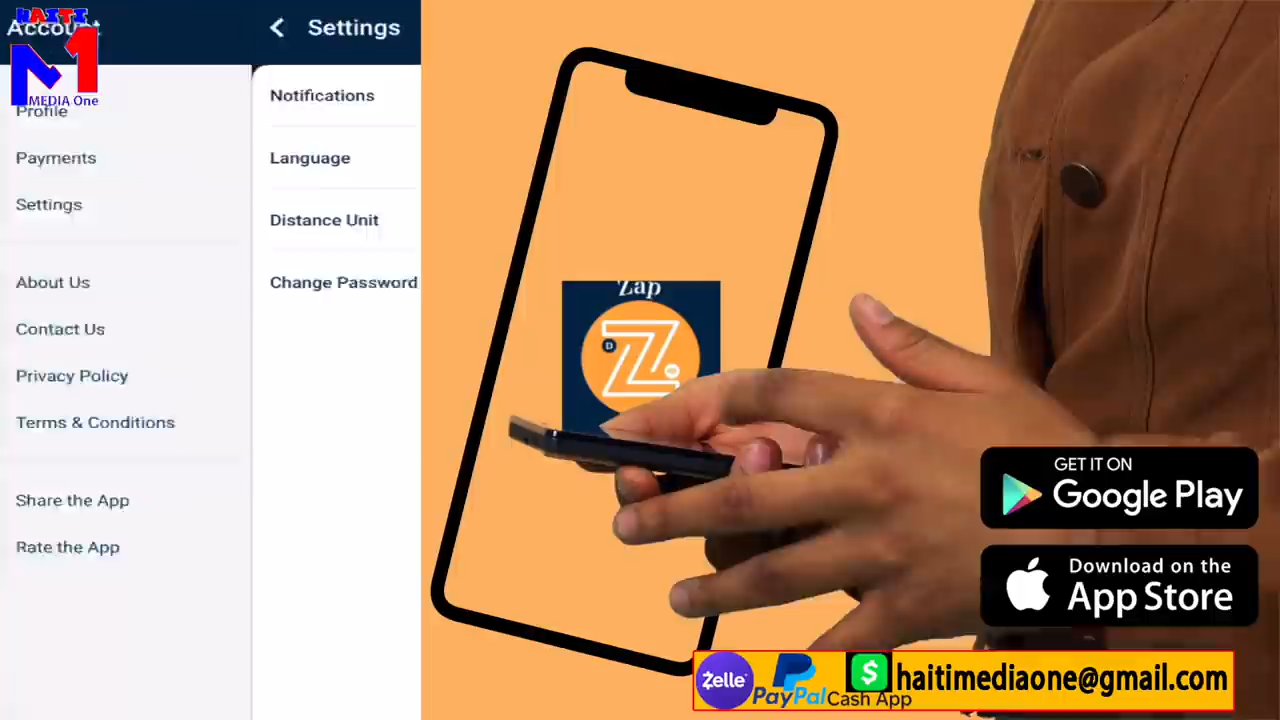 HAITI
M1
MEDIA One
Account
Profile
Payments
Settings
About Us
Contact Us
Privacy Policy
Terms & Conditions
Share the App
Rate the App
Settings
Notifications
Language
Distance Unit
Change Password
Zap
D
Z
GET IT ON
Google Play
Download on the
App Store
Zelle
PayPal
$
Cash App
haitimediaone@gmail.com